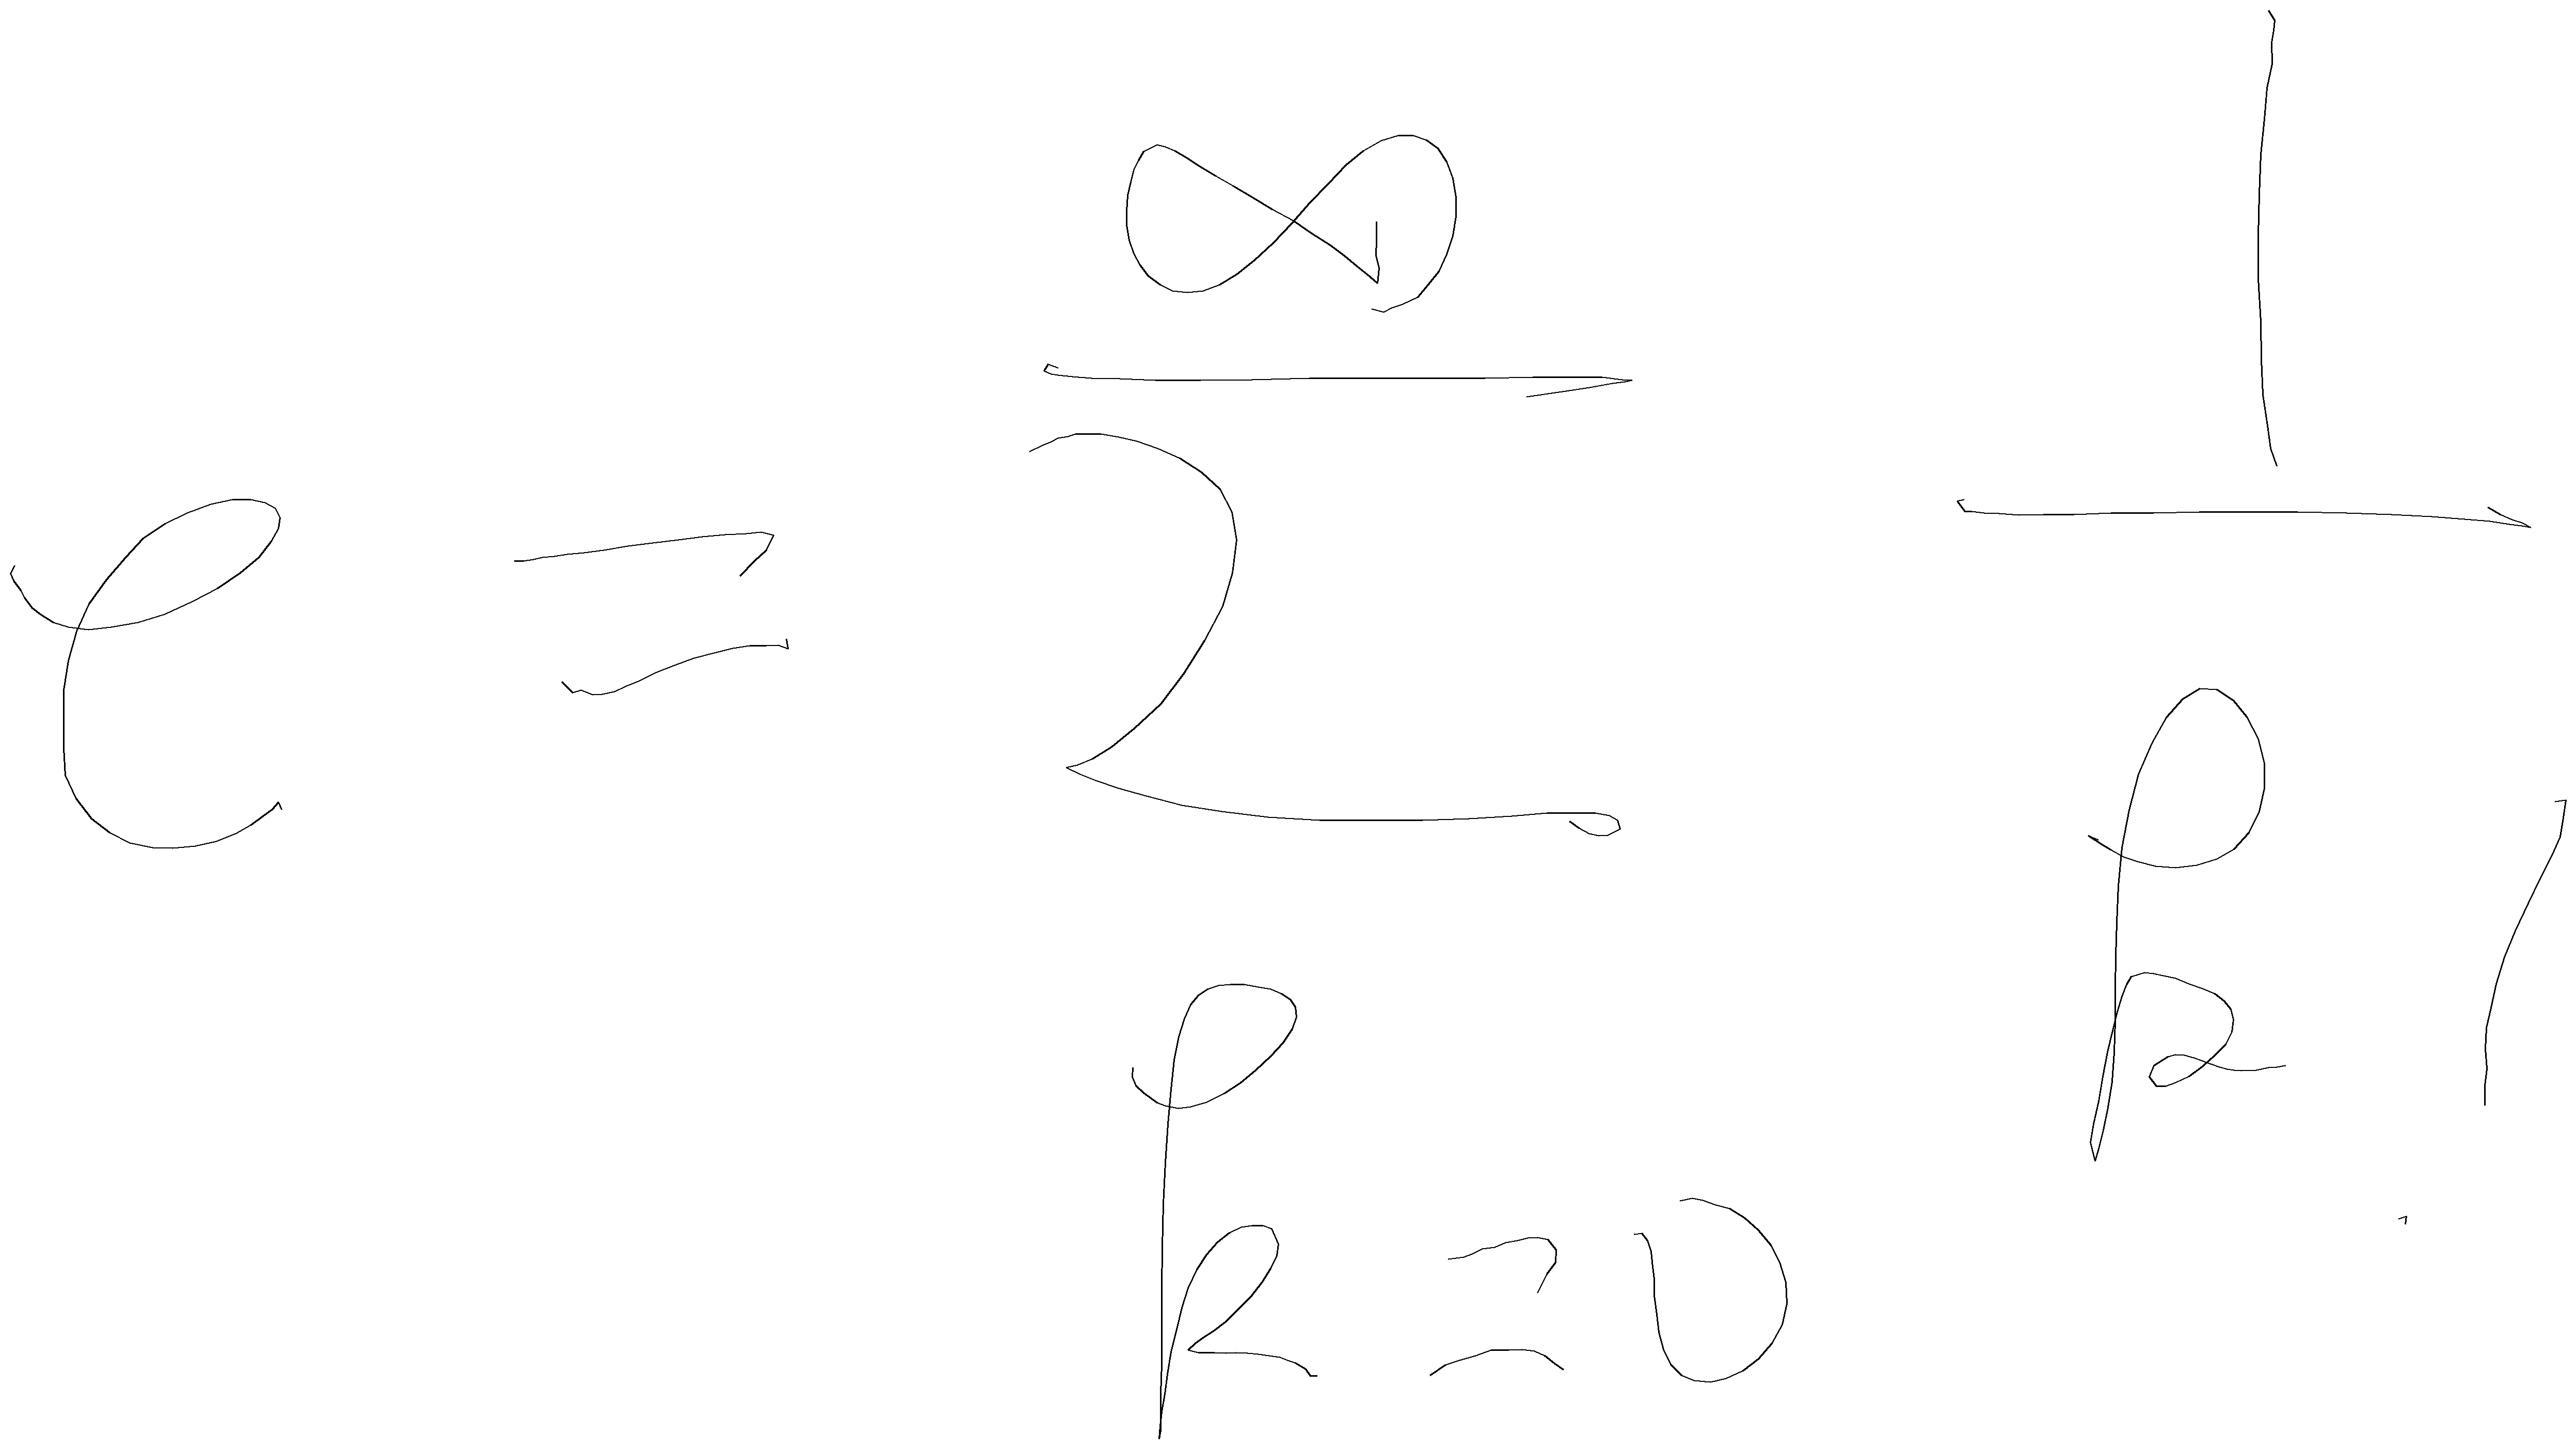 e = \sum_{k=0}^{\infty} \frac{1}{k!}